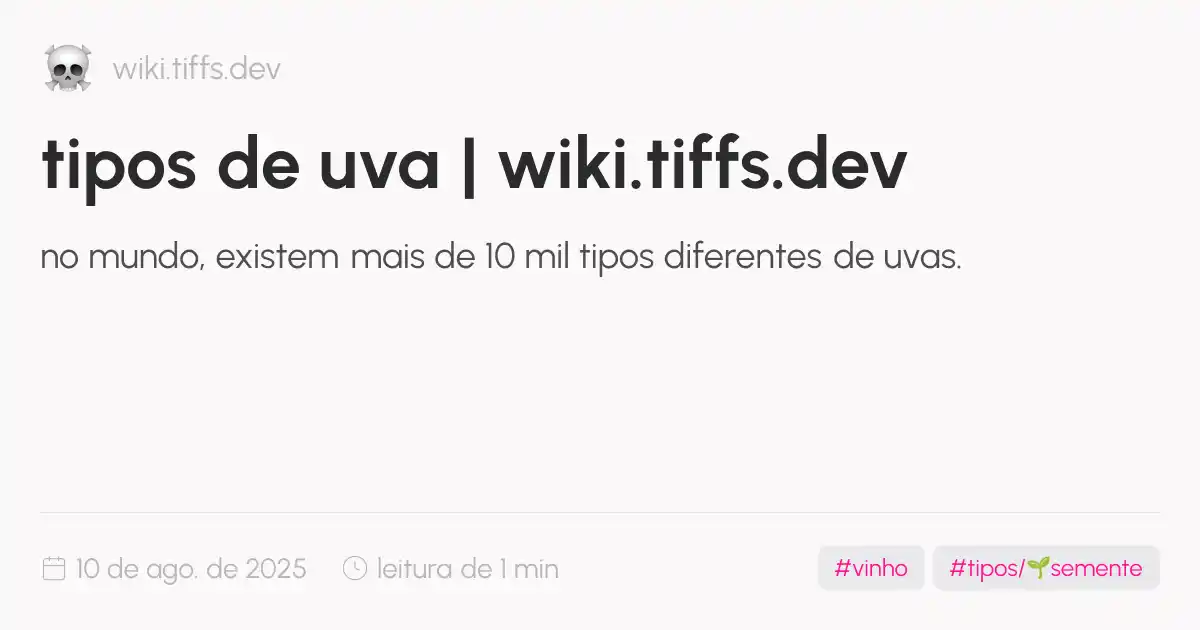 wiki.tiffs.dev
tipos de uva | wiki.tiffs.dev
no mundo, existem mais de 10 mil tipos diferentes de uvas.
10 de ago. de 2025 leitura de 1 min #vinho #tipos/🌱semente